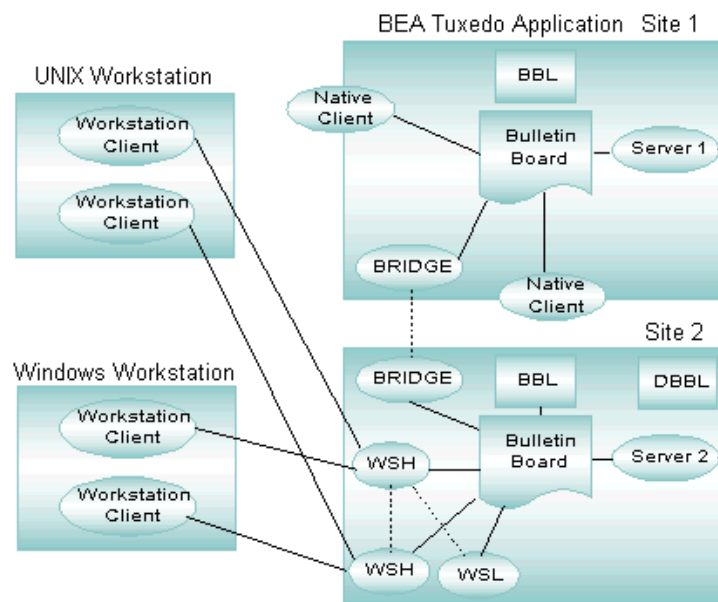 BEA Tuxedo Application Site 1
UNIX Workstation
BBL
Native
Client
Workstation
Client
Bulletin
Board
Server 1
Workstation
Client
BRIDGE
Native
Client
Site 2
Windows Workstation
BRIDGE
BBL
DBBL
Workstation
Client
Bulletin
Board
Server 2
WSH
Workstation
Client
WSH
WSL